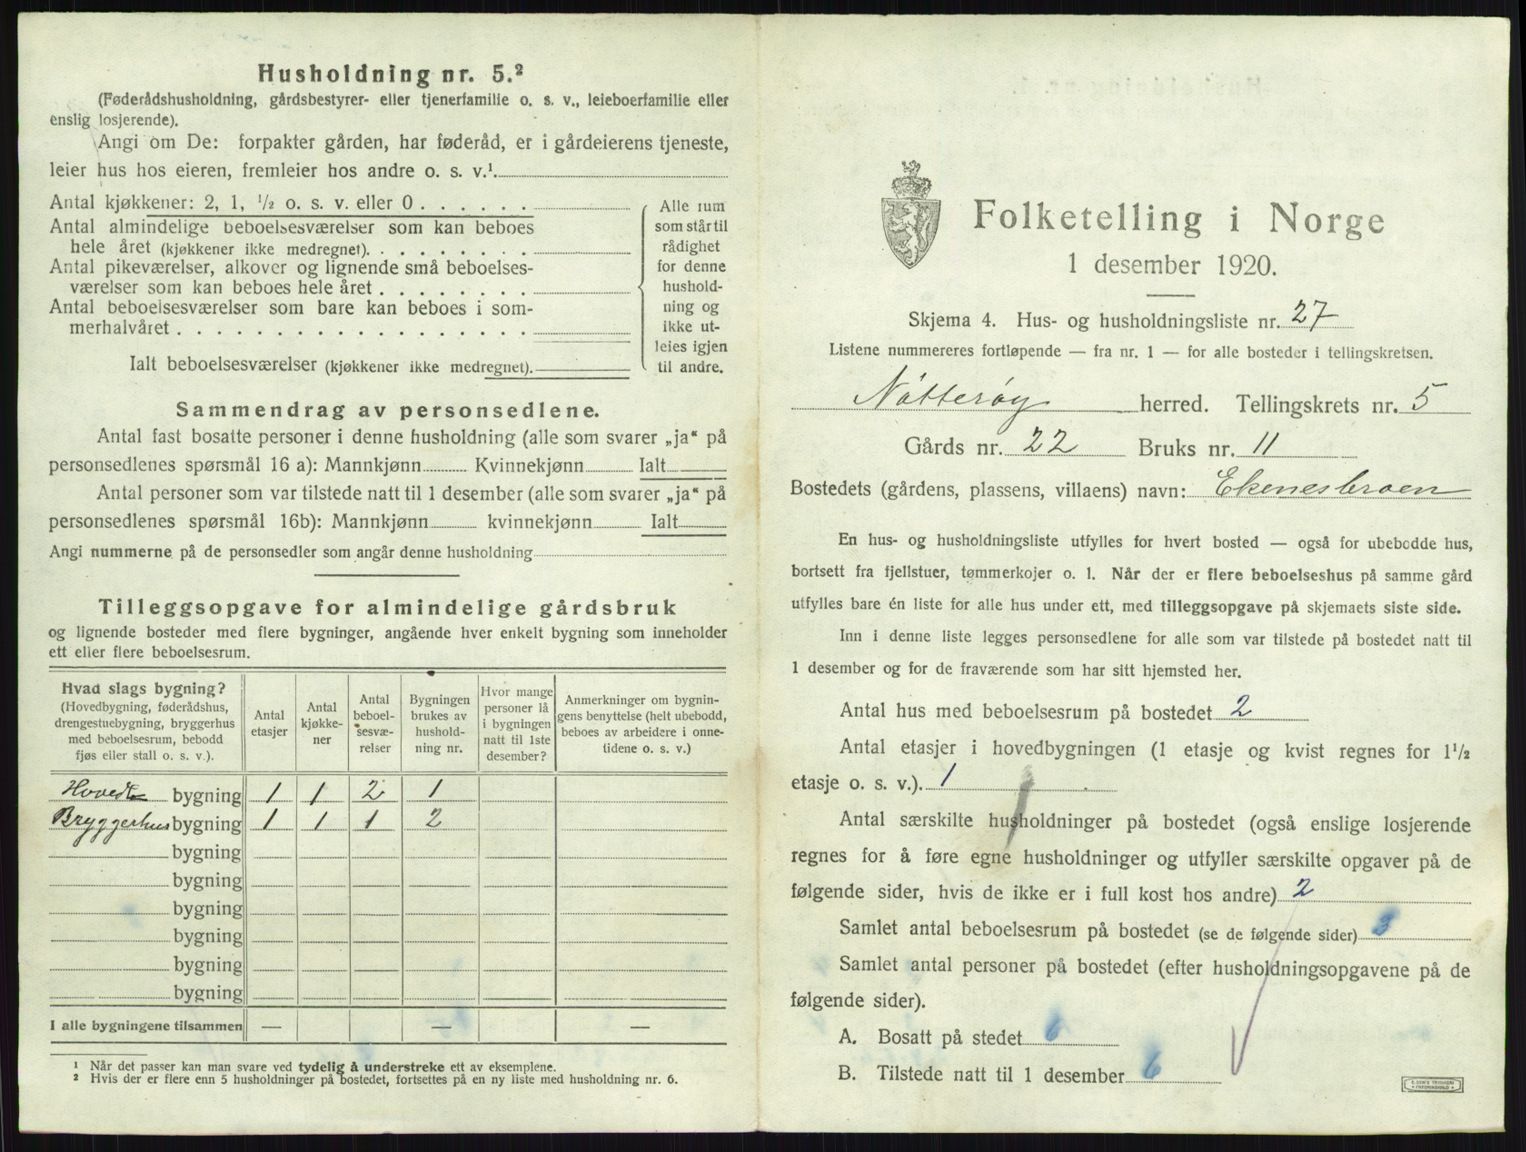 Husholdning nr. 5.²
(Føderådshusholdning, gårdsbestyrer- eller tjenerfamilie o. s. v., leieboerfamilie eller
enslig losjerende).
Angi om De: forpakter gården, har føderåd, er i gårdeierens tjeneste,
leier hus hos eieren, fremleier hos andre o. s. v.¹.
Antal kjøkkener: 2, 1, ½ o. s. v. eller 0 . . . . . .
Antal almindelige beboelsesværelser som kan beboes
hele året (kjøkkener ikke medregnet). . . . . . . . .
Antal pikeværelser, alkover og lignende små beboelses-
værelser som kan beboes hele året . . . . . . . .
Antal beboelsesværelser som bare kan beboes i som-
merhalvåret . . . . . . . . . . . . . . . . . .
Ialt beboelsesværelser (kjøkkener ikke medregnet).
Alle rum
som står til
rådighet
for denne
hushold-
ning og
ikke ut-
leies igjen
til andre.
Sammendrag av personsedlene.
Antal fast bosatte personer i denne husholdning (alle som svarer „ja“ på
personsedlenes spørsmål 16 a): Mannkjønn Kvinnekjønn Ialt
Antal personer som var tilstede natt til 1 desember (alle som svarer „ja“ på
personsedlenes spørsmål 16b): Mannkjønn kvinnekjønn Ialt
Angi nummerne på de personsedler som angår denne husholdning
Tilleggsopgave for almindelige gårdsbruk
og lignende bosteder med flere bygninger, angående hver enkelt bygning som inneholder
ett eller flere beboelsesrum.
Hvad slags bygning?
(Hovedbygning, føderådshus,
drengestuebygning, bryggerhus
med beboelsesrum, bebodd
fjøs eller stall o. s. v.).
Antal
etasjer
Antal
kjøkke-
ner
Antal
beboel-
sesvæ-
relser
Bygningen
brukes av
hushold-
ning nr.
Hvor mange
personer lå
i bygningen
natt til 1ste
desember?
Anmerkninger om bygnin-
gens benyttelse (helt ubebodd,
beboes av arbeidere i onne-
tidene o. s. v.)
Hovedb bygning 1 1 2 1
Bryggerhus bygning 1 1 1 2
bygning
bygning
bygning
bygning
bygning
bygning
I alle bygningene tilsammen — — —
¹ Når det passer kan man svare ved tydelig å understreke ett av eksemplene.
² Hvis der er flere enn 5 husholdninger på bostedet, fortsettes på en ny liste med husholdning nr. 6.
Folketelling i Norge
1 desember 1920.
Skjema 4. Hus- og husholdningsliste nr. 27
Listene nummereres fortløpende — fra nr. 1 — for alle bosteder i tellingskretsen.
Nötteröy herred. Tellingskrets nr. 5
Gårds nr. 22 Bruks nr. 11
Bostedets (gårdens, plassens, villaens) navn: Ekenesbroen
En hus- og husholdningsliste utfylles for hvert bosted — også for ubebodde hus,
bortsett fra fjellstuer, tømmerkojer o. l. Når der er flere beboelseshus på samme gård
utfylles bare én liste for alle hus under ett, med tilleggsopgave på skjemaets siste side.
Inn i denne liste legges personsedlene for alle som var tilstede på bostedet natt til
1 desember og for de fraværende som har sitt hjemsted her.
Antal hus med beboelsesrum på bostedet 2
Antal etasjer i hovedbygningen (1 etasje og kvist regnes for 1½
etasje o. s. v.). 1
Antal særskilte husholdninger på bostedet (også enslige losjerende
regnes for å føre egne husholdninger og utfyller særskilte opgaver på de
følgende sider, hvis de ikke er i full kost hos andre) 2
Samlet antal beboelsesrum på bostedet (se de følgende sider) 3
Samlet antal personer på bostedet (efter husholdningsopgavene på de
følgende sider).
A. Bosatt på stedet 6
B. Tilstede natt til 1 desember 6